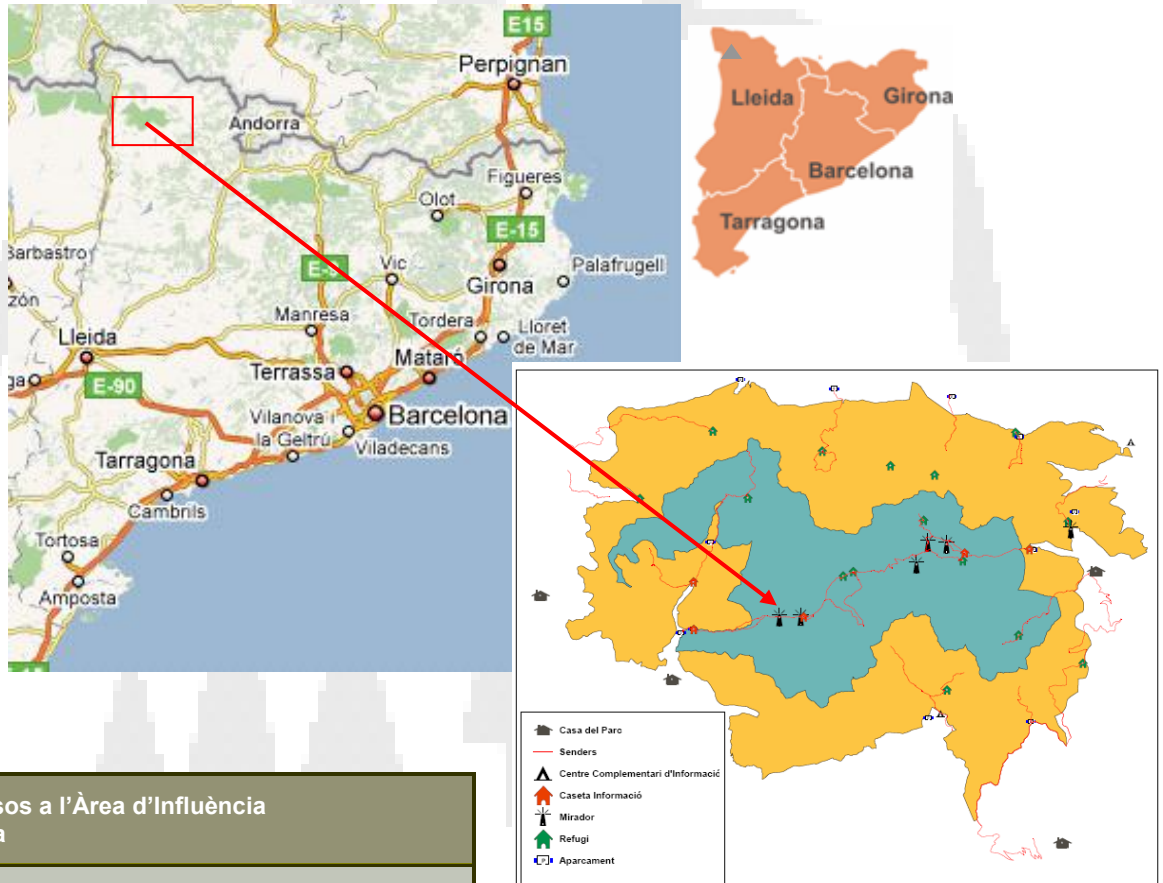 E15
Perpignan
Andorra
Figueres
Olot
E-15
Barbastro
Vic
E-9
Palafrugell
Girona
zón
Manresa
Tordera
Lloret
de Mar
Lleida
Mataró
Terrassa
ga
E-90
Barcelona
Vilanova i
la Geltrú
Viladecans
Tarragona
Cambrils
Tortosa
Amposta
Lleida
Girona
Barcelona
Tarragona
Casa del Parc
Senders
Centre Complementari d'Informació
Caseta Informació
Mirador
Refugi
P Aparcament
sos a l’Àrea d’Influència
a